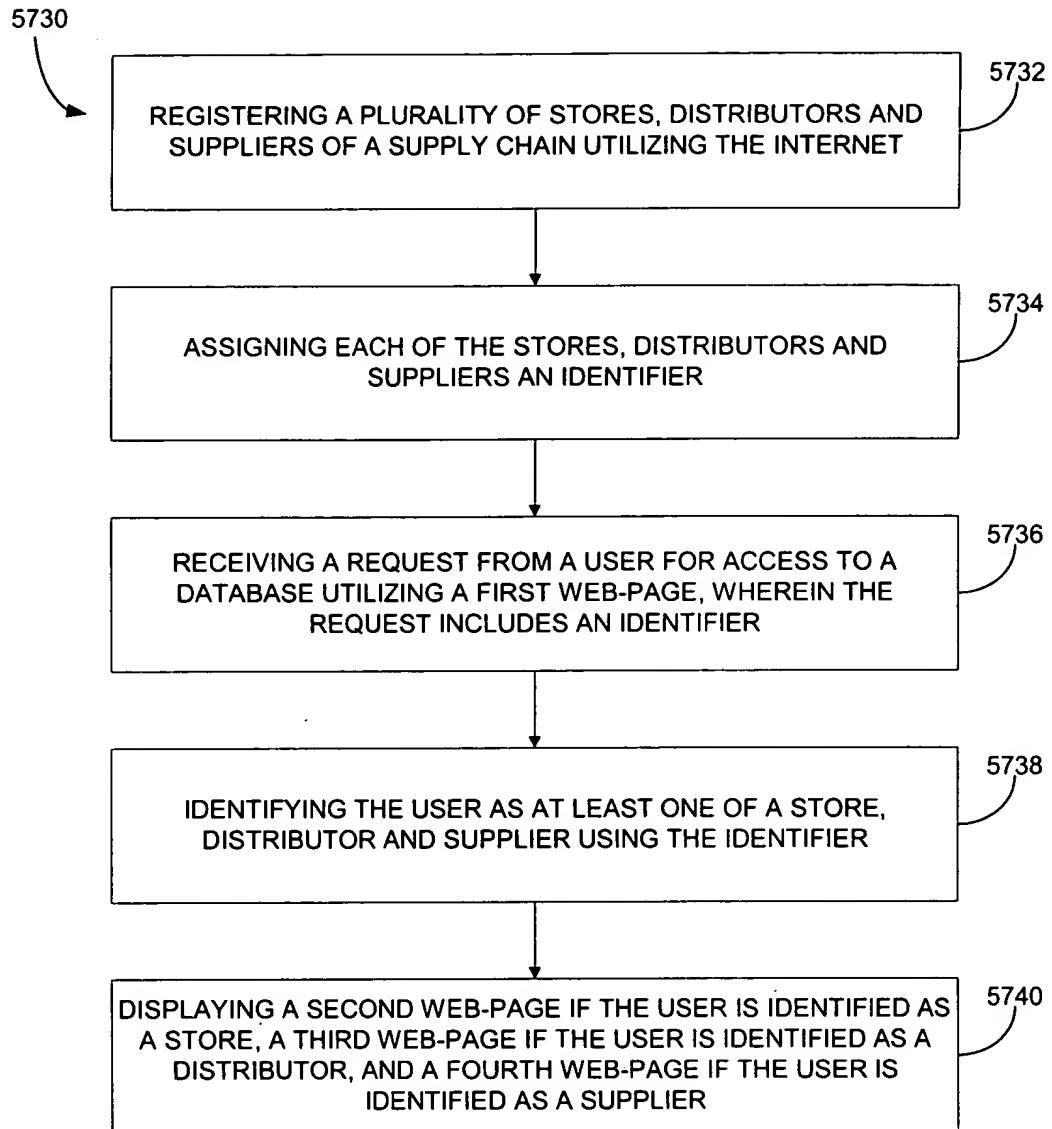 5730
5732
REGISTERING A PLURALITY OF STORES, DISTRIBUTORS AND
SUPPLIERS OF A SUPPLY CHAIN UTILIZING THE INTERNET
5734
ASSIGNING EACH OF THE STORES, DISTRIBUTORS AND
SUPPLIERS AN IDENTIFIER
5736
RECEIVING A REQUEST FROM A USER FOR ACCESS TO A
DATABASE UTILIZING A FIRST WEB-PAGE, WHEREIN THE
REQUEST INCLUDES AN IDENTIFIER
5738
IDENTIFYING THE USER AS AT LEAST ONE OF A STORE,
DISTRIBUTOR AND SUPPLIER USING THE IDENTIFIER
5740
DISPLAYING A SECOND WEB-PAGE IF THE USER IS IDENTIFIED AS
A STORE, A THIRD WEB-PAGE IF THE USER IS IDENTIFIED AS A
DISTRIBUTOR, AND A FOURTH WEB-PAGE IF THE USER IS
IDENTIFIED AS A SUPPLIER